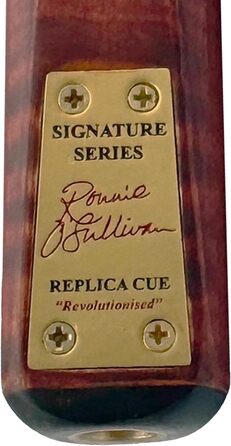 SIGNATURE
SERIES
Ronnie
O'Sullivan
REPLICA CUE
"Revolutionised"